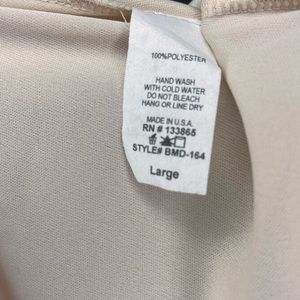 100%POLYESTER
HAND WASH
WITH COLD WATER
DO NOT BLEACH
HANG OR LINE DRY
MADE IN U.S.A.
RN # 133865
STYLE# BMD-164
Large